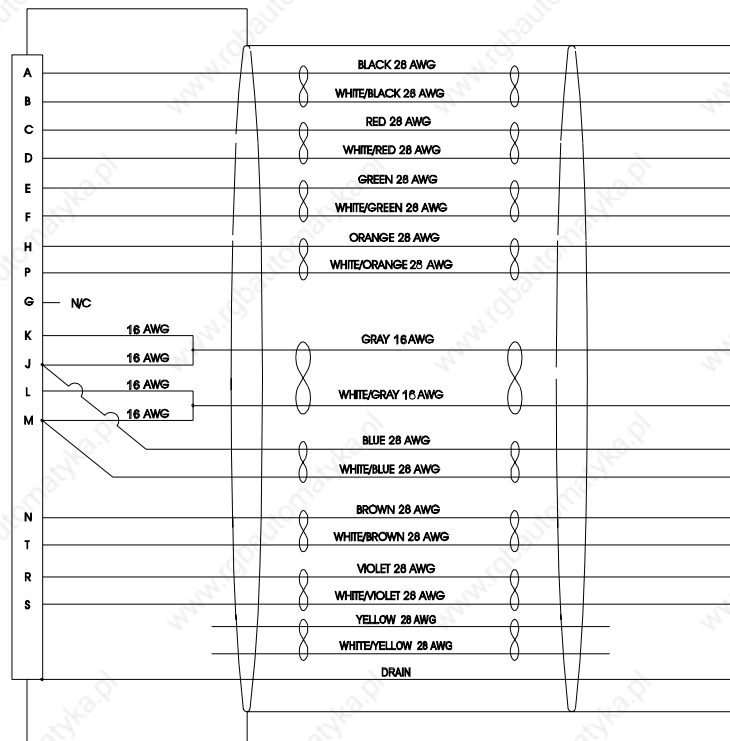 A
BLACK 28 AWG
B
WHITE/BLACK 28 AWG
C
RED 28 AWG
D
WHITE/RED 28 AWG
E
GREEN 28 AWG
F
WHITE/GREEN 28 AWG
H
ORANGE 28 AWG
P
WHITE/ORANGE 28 AWG
G
N/C
K
16 AWG
GRAY 16 AWG
J
16 AWG
L
16 AWG
WHITE/GRAY 16 AWG
M
16 AWG
BLUE 28 AWG
WHITE/BLUE 28 AWG
N
BROWN 28 AWG
T
WHITE/BROWN 28 AWG
R
VIOLET 28 AWG
S
WHITE/VIOLET 28 AWG
YELLOW 28 AWG
WHITE/YELLOW 28 AWG
DRAIN
www.rgbautomatyka.pl